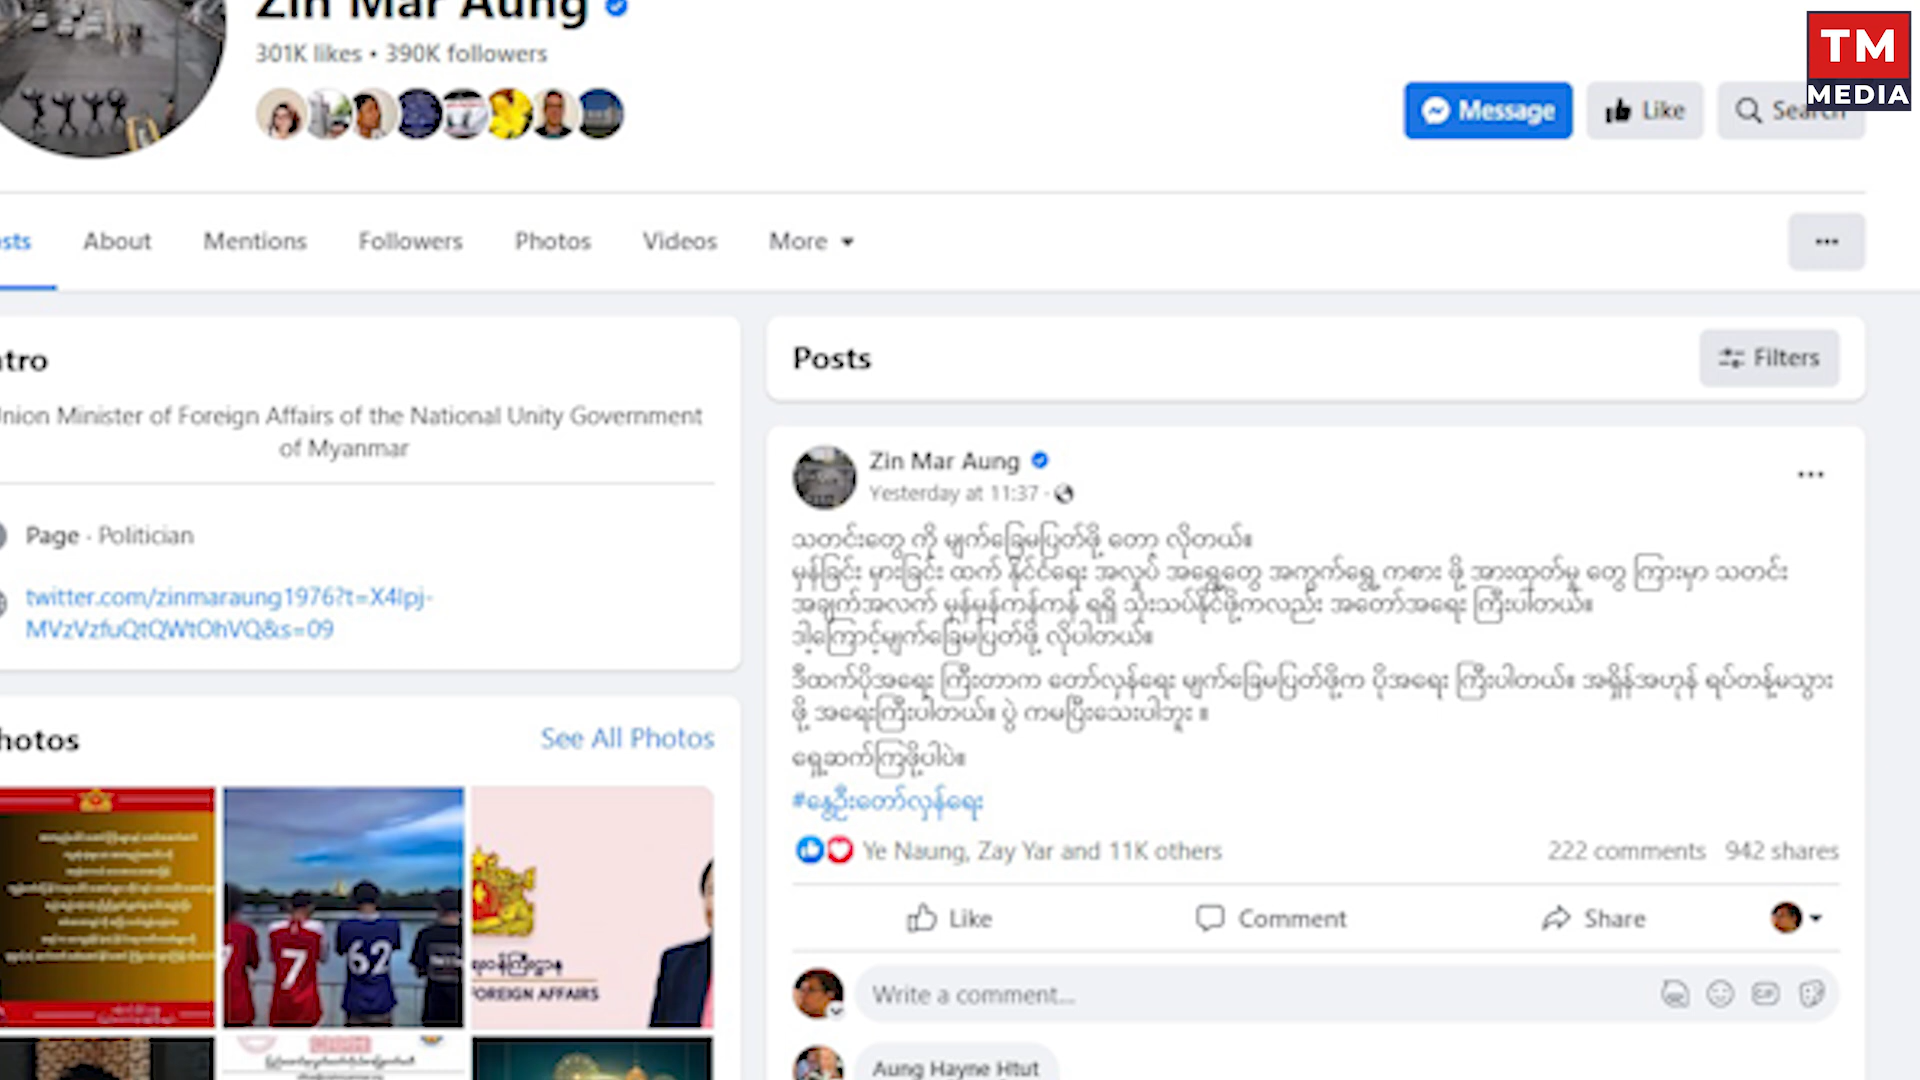 Zin Mar Aung
301K likes • 390K followers
TM
MEDIA
Message
Like
Search
sts
About
Mentions
Followers
Photos
Videos
More
tro
nion Minister of Foreign Affairs of the National Unity Government
of Myanmar
Page · Politician
twitter.com/zinmaraung1976?t=X4lpj-
MVzVzfuQtQWtOhVQ&s=09
hotos
See All Photos
7
62
FOREIGN AFFAIRS
Posts
Filters
Zin Mar Aung
Yesterday at 11:37 ·
သတင်းတွေ ကို မျက်ခြေမပြတ်ဖို့ တော့ လိုတယ်။
မှန်ခြင်း မှားခြင်း ထက် နိုင်ငံရေး အလုပ် အရွေ့တွေ အကွက်ရွေ့ ကစား ဖို့ အားထုတ်မှု တွေ ကြားမှာ သတင်း
အချက်အလက် မှန်မှန်ကန်ကန် ရရှိ သုံးသပ်နိုင်ဖို့ကလည်း အတော်အရေး ကြီးပါတယ်။
ဒါ့ကြောင့်မျက်ခြေမပြတ်ဖို့ လိုပါတယ်။
ဒီထက်ပိုအရေး ကြီးတာက တော်လှန်ရေး မျက်ခြေမပြတ်ဖို့က ပိုအရေး ကြီးပါတယ်။ အရှိန်အဟုန် ရပ်တန့်မသွား
ဖို့ အရေးကြီးပါတယ်။ ပွဲ ကမပြီးသေးပါဘူး ။
ရှေ့ဆက်ကြဖို့ပါပဲ။
#နွေဦးတော်လှန်ရေး
Ye Naung, Zay Yar and 11K others
222 comments 942 shares
Like
Comment
Share
Write a comment...
Aung Hayne Htut